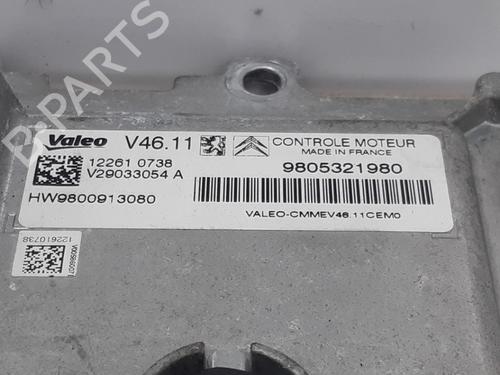 B-PARTS
Valeo V46.11
CONTROLE MOTEUR
MADE IN FRANCE
12261 0738
V29033054 A
9805321980
HW9800913080
VALEO-CMMEV46.11CEM0
122610738